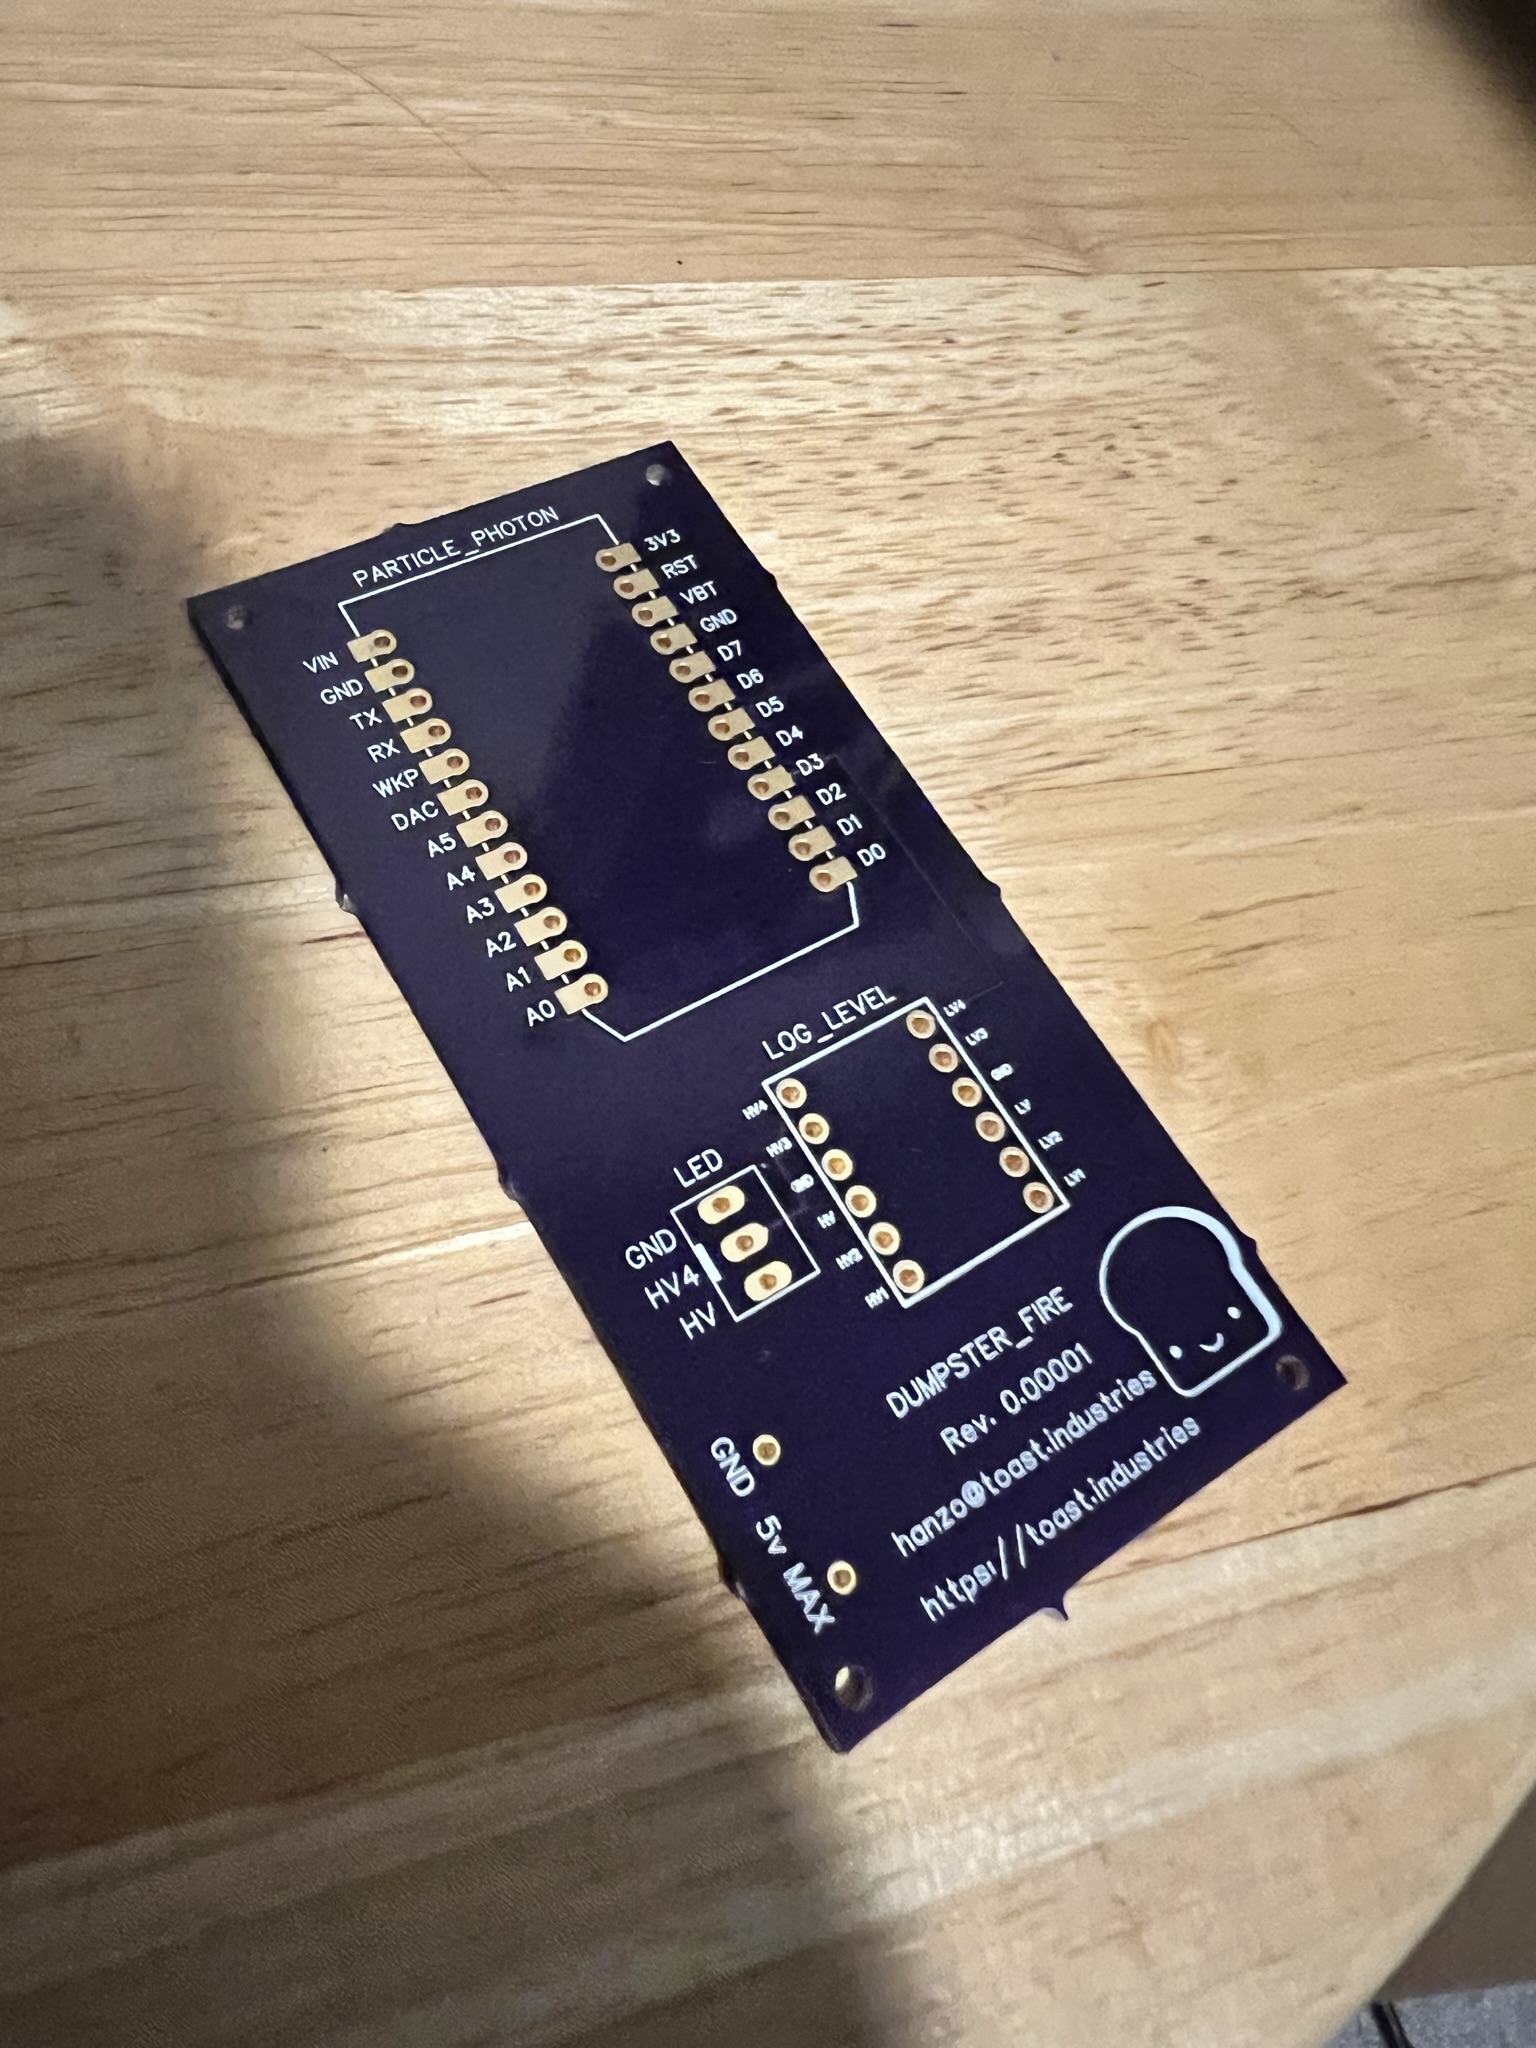 PARTICLE_PHOTON
VIN
GND
TX
RX
WKP
DAC
A5
A4
A3
A2
A1
A0
3V3
RST
VBT
GND
D7
D6
D5
D4
D3
D2
D1
D0
LOG_LEVEL
HV4
HV3
GND
HV
HV2
HV1
LV4
LV3
GND
LV
LV2
LV1
LED
GND
HV4
HV
DUMPSTER_FIRE
Rev. 0.00001
hanzo@toast.industries
https://toast.industries
GND 5v MAX